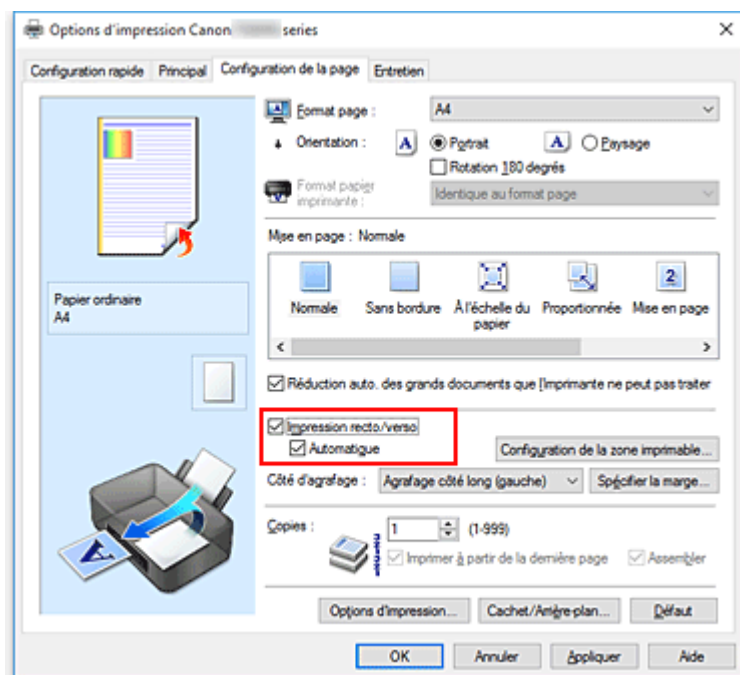 Options d'impression Canon series
Configuration rapide Principal Configuration de la page Entretien
Format page : A4
Orientation : A Portrait A Paysage
Rotation 180 degrés
Format papier
imprimante : Identique au format page
Mise en page : Normale
2
Normale Sans bordure À l'échelle du
papier Proportionnée Mise en page
Papier ordinaire
A4
Réduction auto. des grands documents que l'imprimante ne peut pas traiter
Impression recto/verso
Automatique
Configuration de la zone imprimable...
Côté d'agrafage : Agrafage côté long (gauche) Spécifier la marge...
Copies : 1 (1-999)
Imprimer à partir de la dernière page Assembler
A
Options d'impression... Cachet/Arrière-plan... Défaut
OK Annuler Appliquer Aide